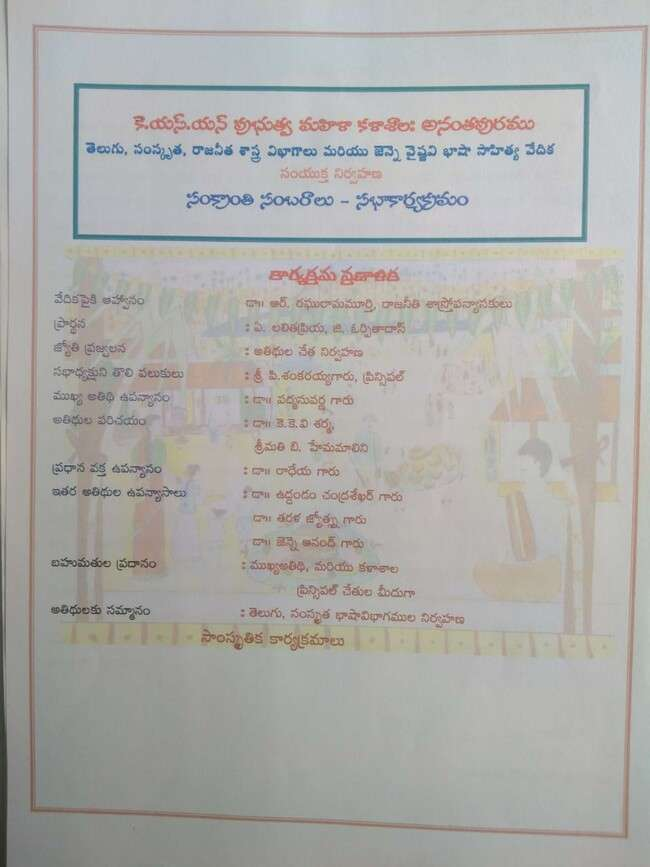 కె.యస్.యన్ ప్రభుత్వ మహిళా కళాశాల: అనంతపురము
తెలుగు, సంస్కృత, రాజనీత శాస్త్ర విభాగాలు మరియు జెన్నె వైష్ణవి భాషా సాహిత్య వేదిక
సంయుక్త నిర్వహణ
సంక్రాంతి సంబరాలు - సభాకార్యక్రమం
కార్యక్రమ ప్రణాళిక
వేదికపైకి ఆహ్వానం : డా॥ ఆర్. రఘురామమూర్తి, రాజనీతి శాస్త్రోపన్యాసకులు
ప్రార్థన : ఏ. లలితప్రియ, జి, ఓర్పితాదాస్
జ్యోతి ప్రజ్వలన : అతిథుల చేత నిర్వహణ
సభాధ్యక్షుని తొలి పలుకులు : శ్రీ పి.శంకరయ్యగారు, ప్రిన్సిపల్
ముఖ్య అతిథి ఉపన్యాసం : డా॥ పద్మసువర్ణ గారు
అతిథుల పరిచయం : డా॥ కె.కె.వి శర్మ,
శ్రీమతి బి. హేమమాలిని
ప్రధాన వక్త ఉపన్యాసం : డా॥ రాధేయ గారు
ఇతర అతిథుల ఉపన్యాసాలు : డా॥ ఉద్దండం చంద్రశేఖర్ గారు
డా॥ తరళ జ్యోత్స్న గారు
డా॥ జెన్నె ఆనంద్ గారు
బహుమతుల ప్రదానం : ముఖ్యఅతిథి, మరియు కళాశాల
ప్రిన్సిపల్ చేతుల మీదుగా
అతిథులకు సమ్మానం : తెలుగు, సంస్కృత భాషావిభాగముల నిర్వహణ
సాంస్కృతిక కార్యక్రమాలు